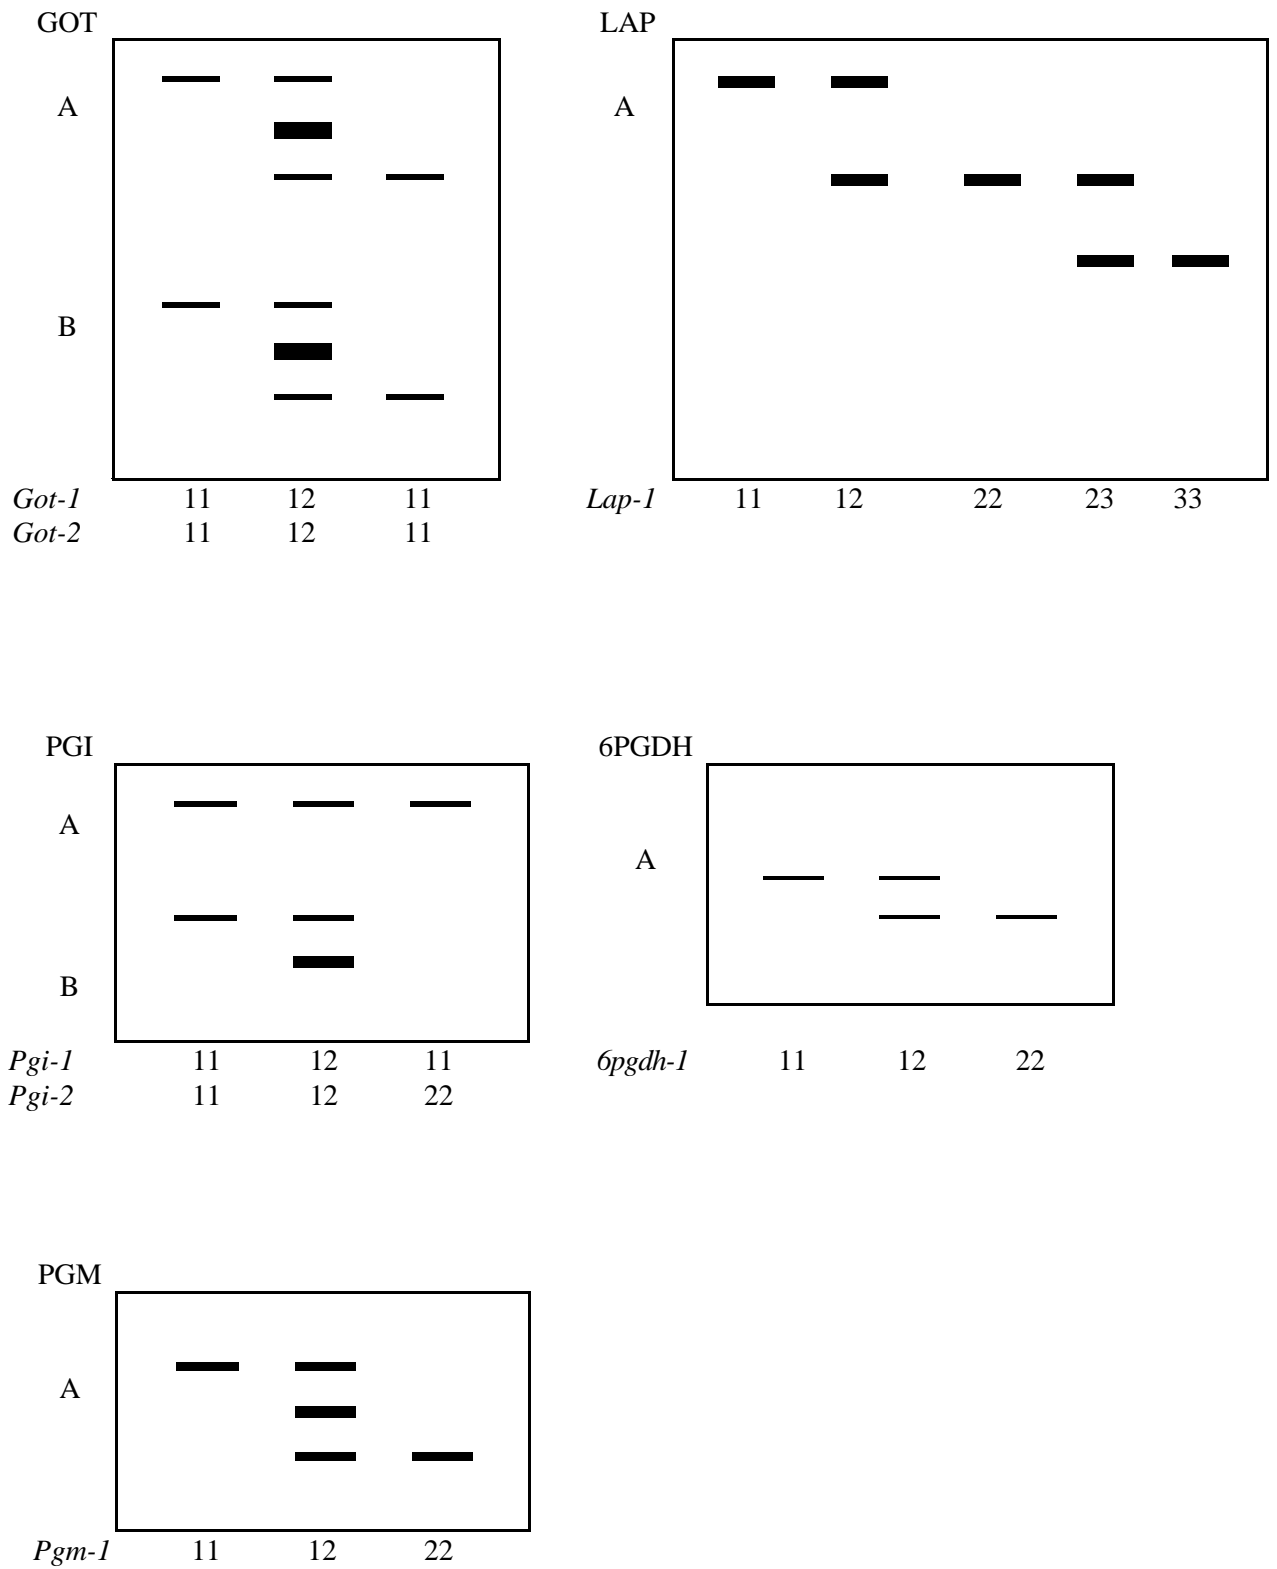 GOT
A
B
Got-1 11 12 11
Got-2 11 12 11
LAP
A
Lap-1 11 12 22 23 33
PGI
A
B
Pgi-1 11 12 11
Pgi-2 11 12 22
6PGDH
A
6pgdh-1 11 12 22
PGM
A
Pgm-1 11 12 22